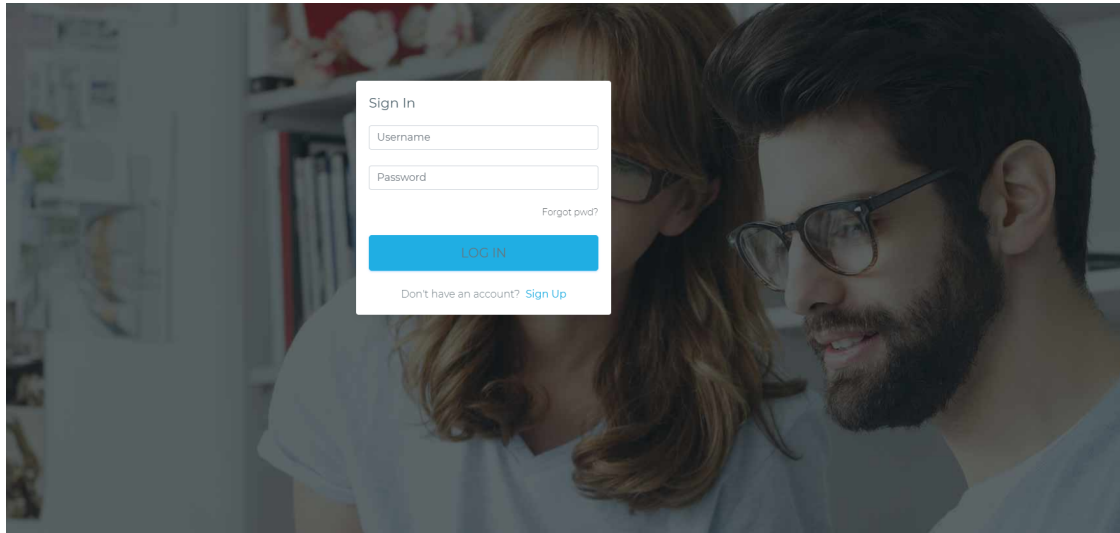 Sign In
Username
Password
Forgot pwd?
LOG IN
Don't have an account? Sign Up